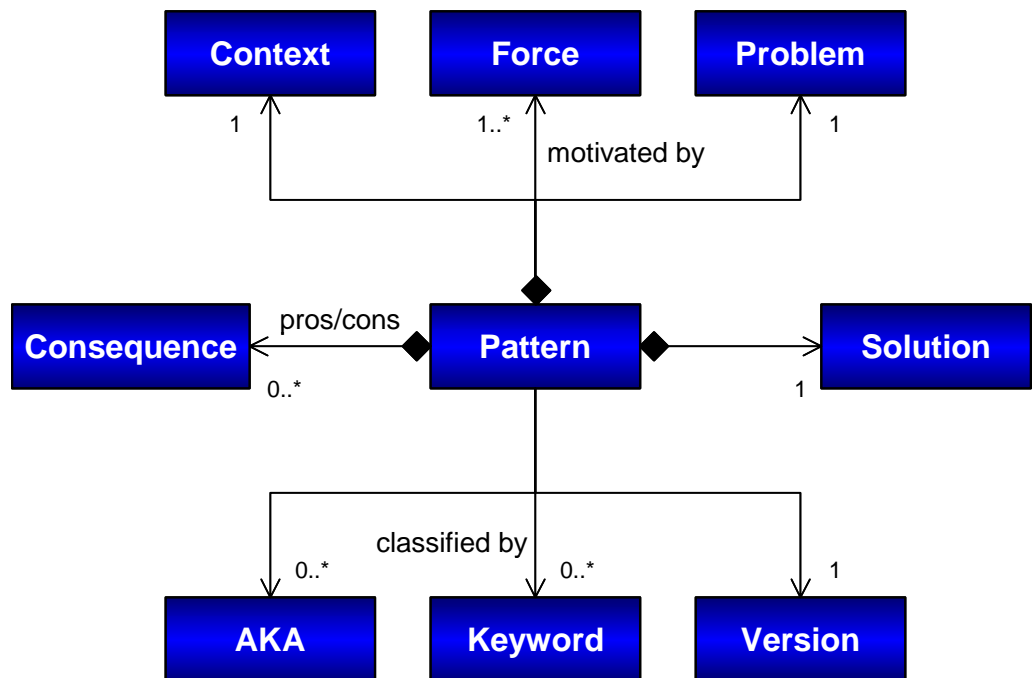 Context
Force
Problem
1
1..*
1
motivated by
pros/cons
Consequence
Pattern
Solution
0..*
1
classified by
0..*
0..*
1
AKA
Keyword
Version